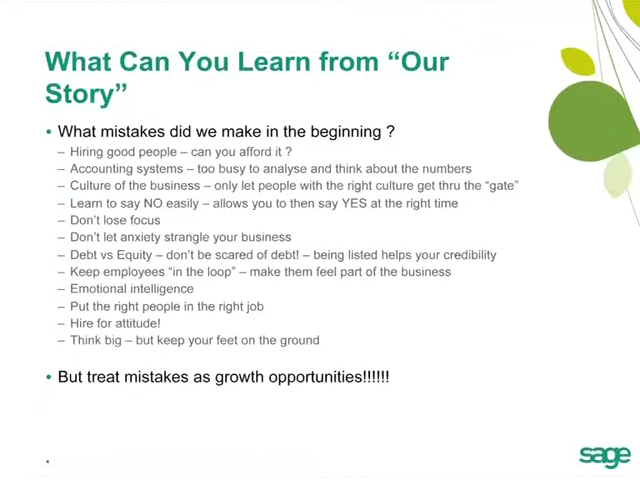 What Can You Learn from “Our
Story”
• What mistakes did we make in the beginning ?
– Hiring good people – can you afford it ?
– Accounting systems – too busy to analyse and think about the numbers
– Culture of the business – only let people with the right culture get thru the “gate”
– Learn to say NO easily – allows you to then say YES at the right time
– Don’t lose focus
– Don’t let anxiety strangle your business
– Debt vs Equity – don’t be scared of debt! – being listed helps your credibility
– Keep employees “in the loop” – make them feel part of the business
– Emotional intelligence
– Put the right people in the right job
– Hire for attitude!
– Think big – but keep your feet on the ground
• But treat mistakes as growth opportunities!!!!!!
4
sage